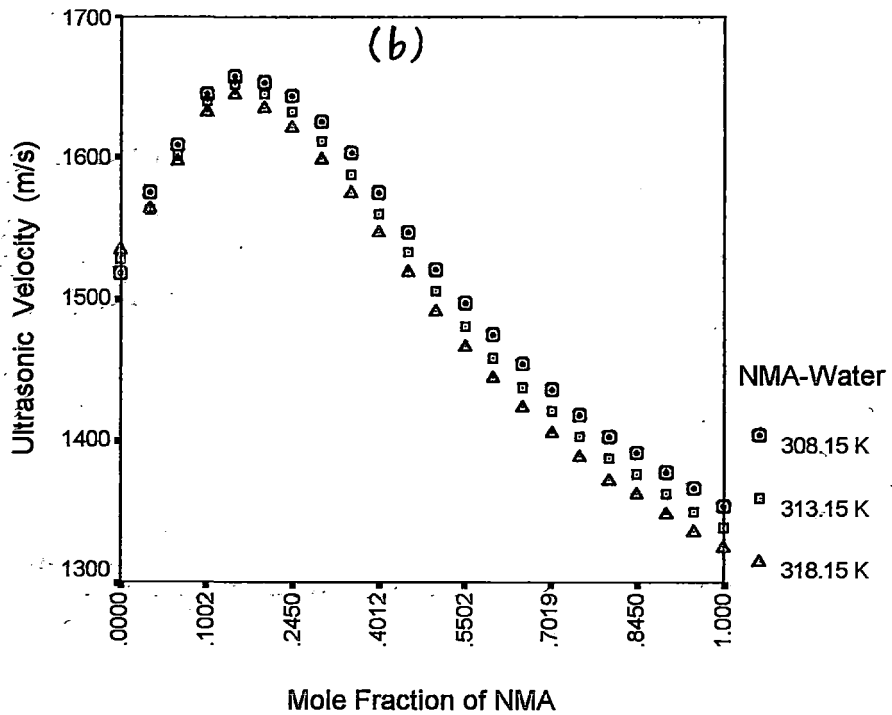 (b)
1700
1600
1500
1400
1300
Ultrasonic Velocity (m/s)
.0000
.1002
.2450
.4012
.5502
.7019
.8450
1.000
Mole Fraction of NMA
NMA-Water
308.15 K
313.15 K
318.15 K